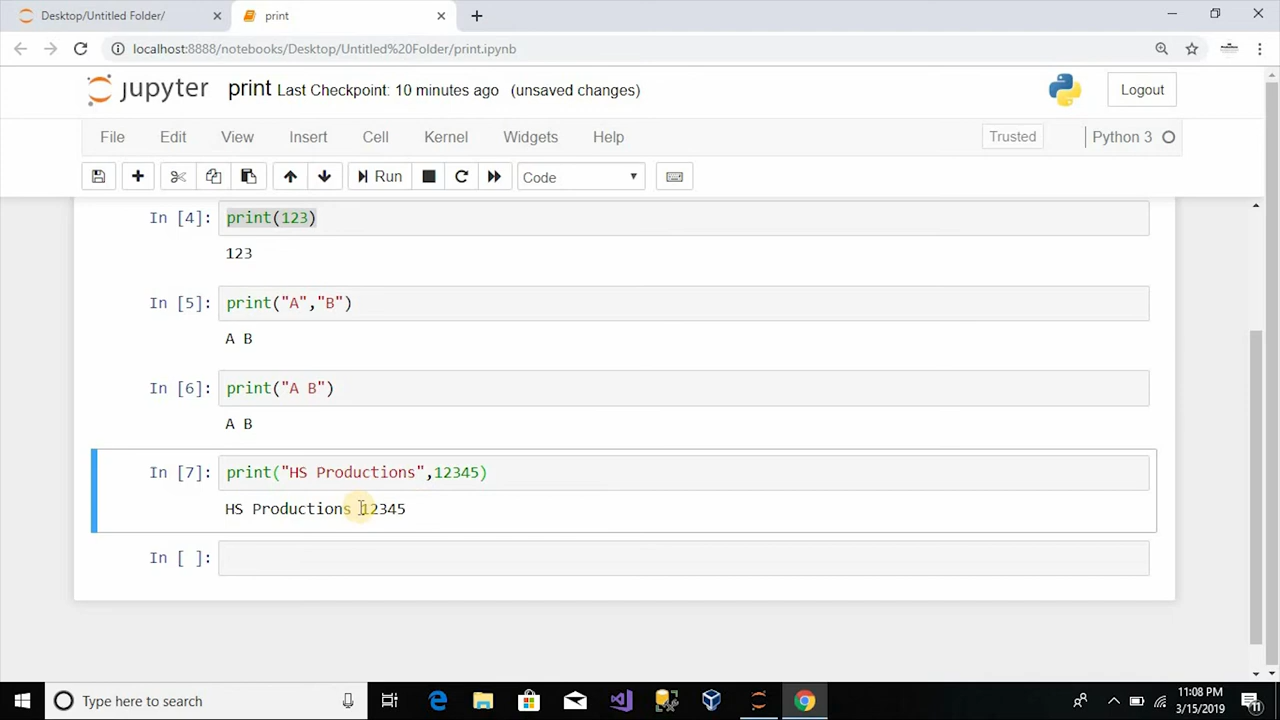 Desktop/Untitled Folder/
print
localhost:8888/notebooks/Desktop/Untitled%20Folder/print.ipynb
jupyter print Last Checkpoint: 10 minutes ago (unsaved changes)
Logout
File Edit View Insert Cell Kernel Widgets Help
Trusted
Python 3
Run
Code
In [4]: print(123)
123
In [5]: print("A","B")
A B
In [6]: print("A B")
A B
In [7]: print("HS Productions",12345)
HS Productions 12345
In [ ]:
Type here to search
11:08 PM
3/15/2019
11